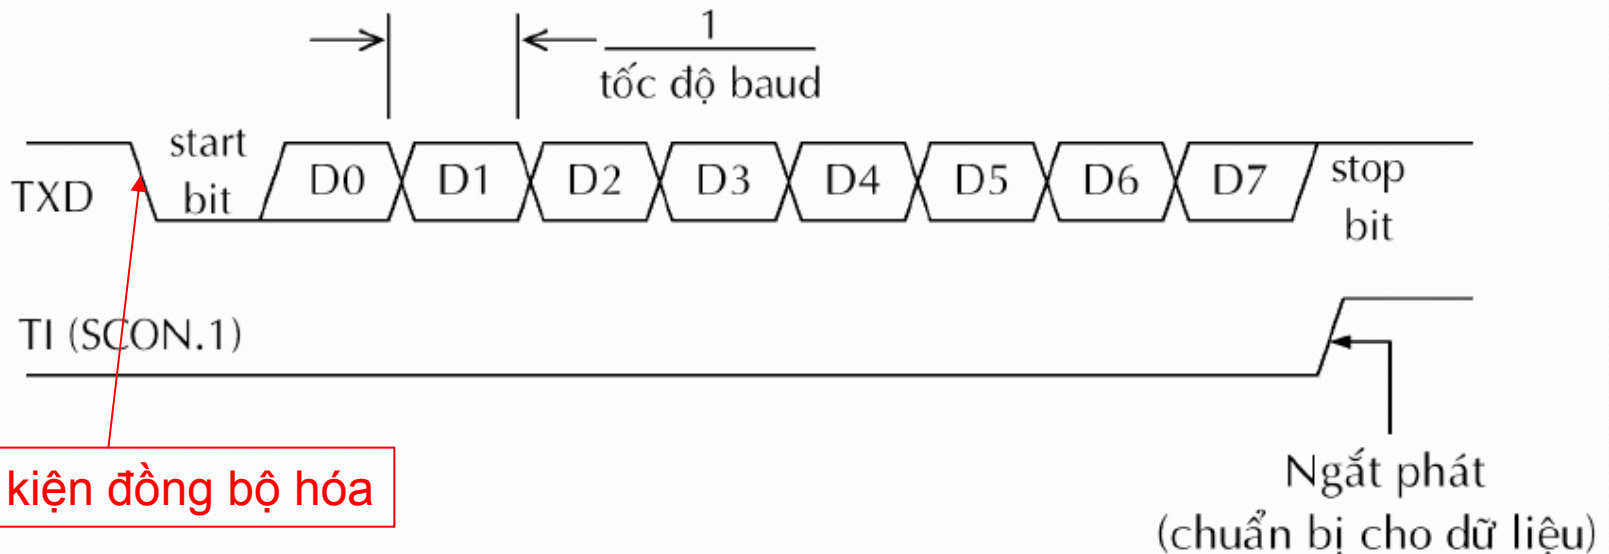 1
tốc độ baud
TXD
start
bit
D0 D1 D2 D3 D4 D5 D6 D7
stop
bit
TI (SCON.1)
kiện đồng bộ hóa
Ngắt phát
(chuẩn bị cho dữ liệu)